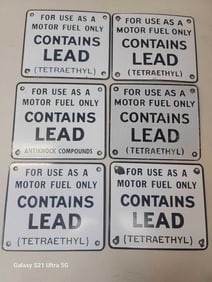 FOR USE AS A
MOTOR FUEL ONLY
CONTAINS
LEAD
(TETRAETHYL)
FOR USE AS A
MOTOR FUEL ONLY
CONTAINS
LEAD
(TETRAETHYL)
FOR USE AS A
MOTOR FUEL ONLY
CONTAINS
LEAD
ANTIKNOCK COMPOUNDS
FOR USE AS A
MOTOR FUEL ONLY
CONTAINS
LEAD
(TETRAETHYL)
FOR USE AS A
MOTOR FUEL ONLY
CONTAINS
LEAD
(TETRAETHYL)
FOR USE AS A
MOTOR FUEL ONLY
CONTAINS
LEAD
(TETRAETHYL)
Galaxy S21 Ultra 5G